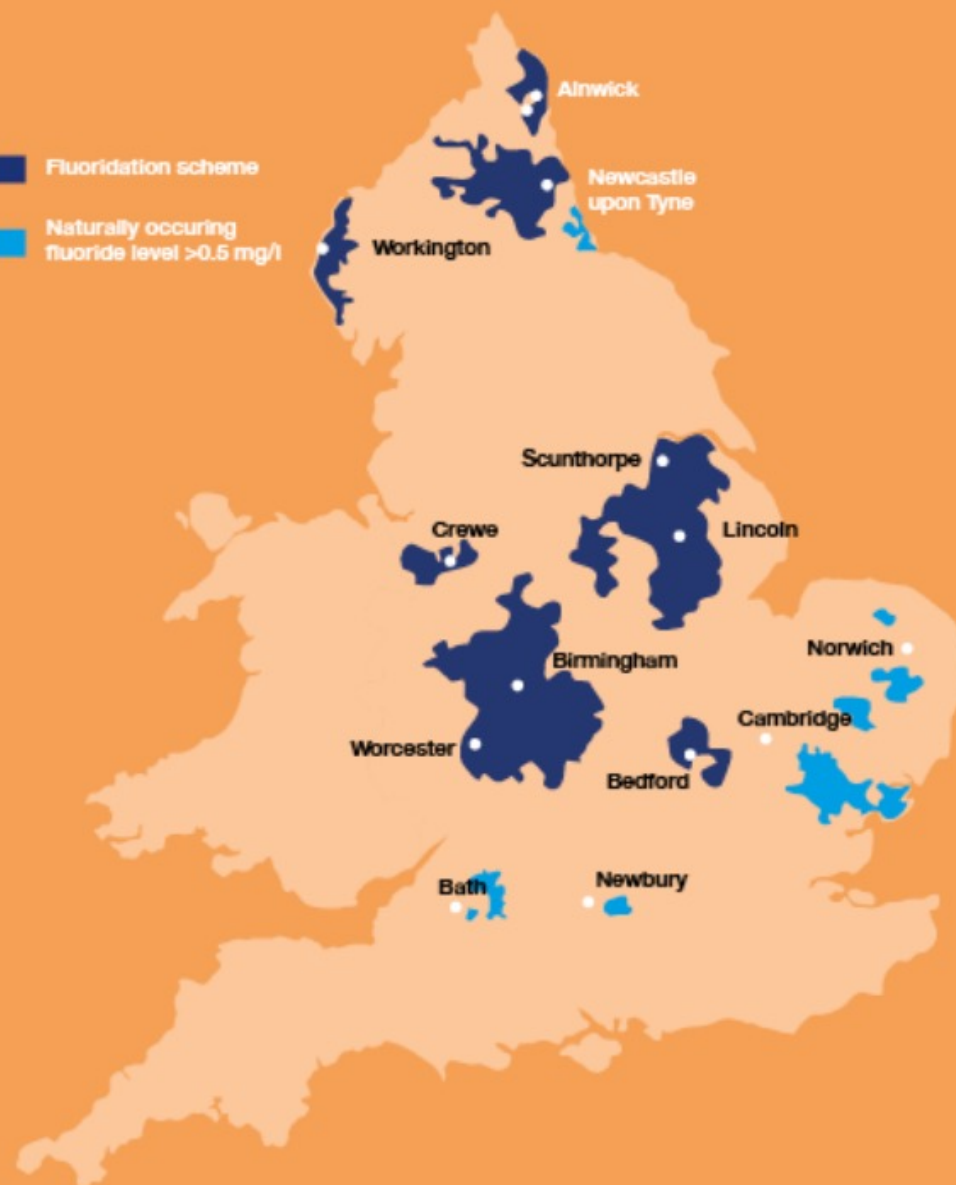 Alnwick
Fluoridation scheme
Newcastle
upon Tyne
Naturally occuring
fluoride level >0.5 mg/l
Workington
Scunthorpe
Crewe
Lincoln
Norwich
Birmingham
Cambridge
Worcester
Bedford
Newbury
Bath